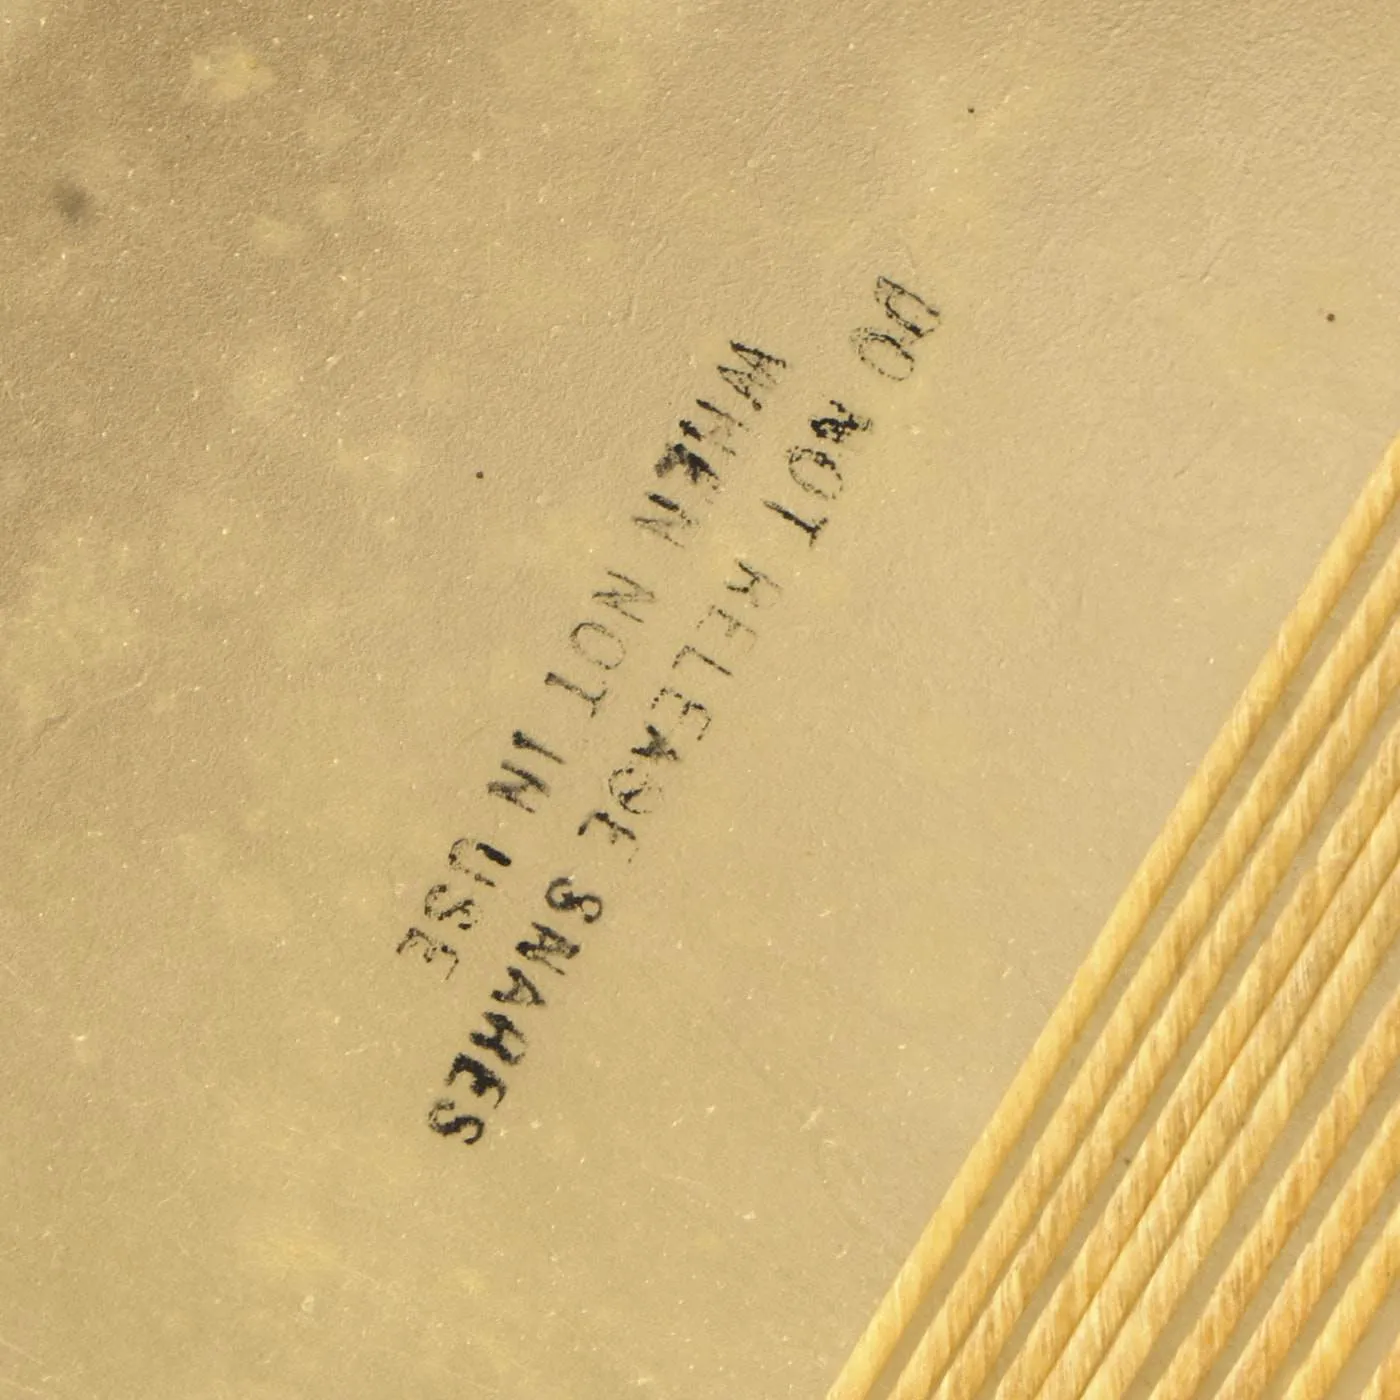 DO NOT RELEASE SNARES
WHEN NOT IN USE